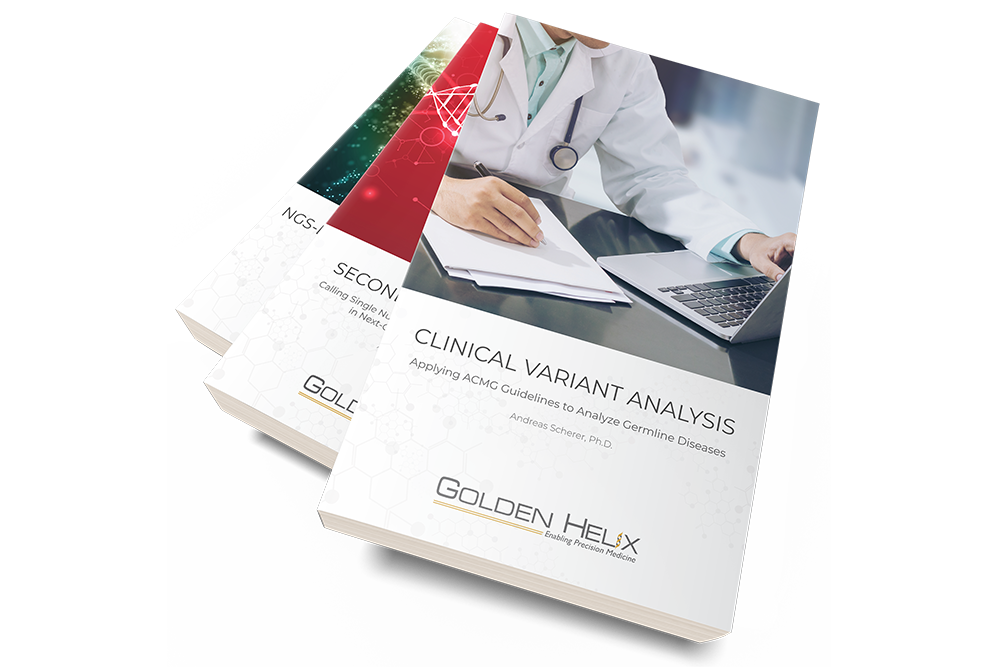 CLINICAL VARIANT ANALYSIS
Applying ACMG Guidelines to Analyze Germline Diseases
Andreas Scherer, Ph.D.
GOLDEN HELIX
Enabling Precision Medicine
SECON
Calling Single Nu
in Next-G
GOLD
NGS-